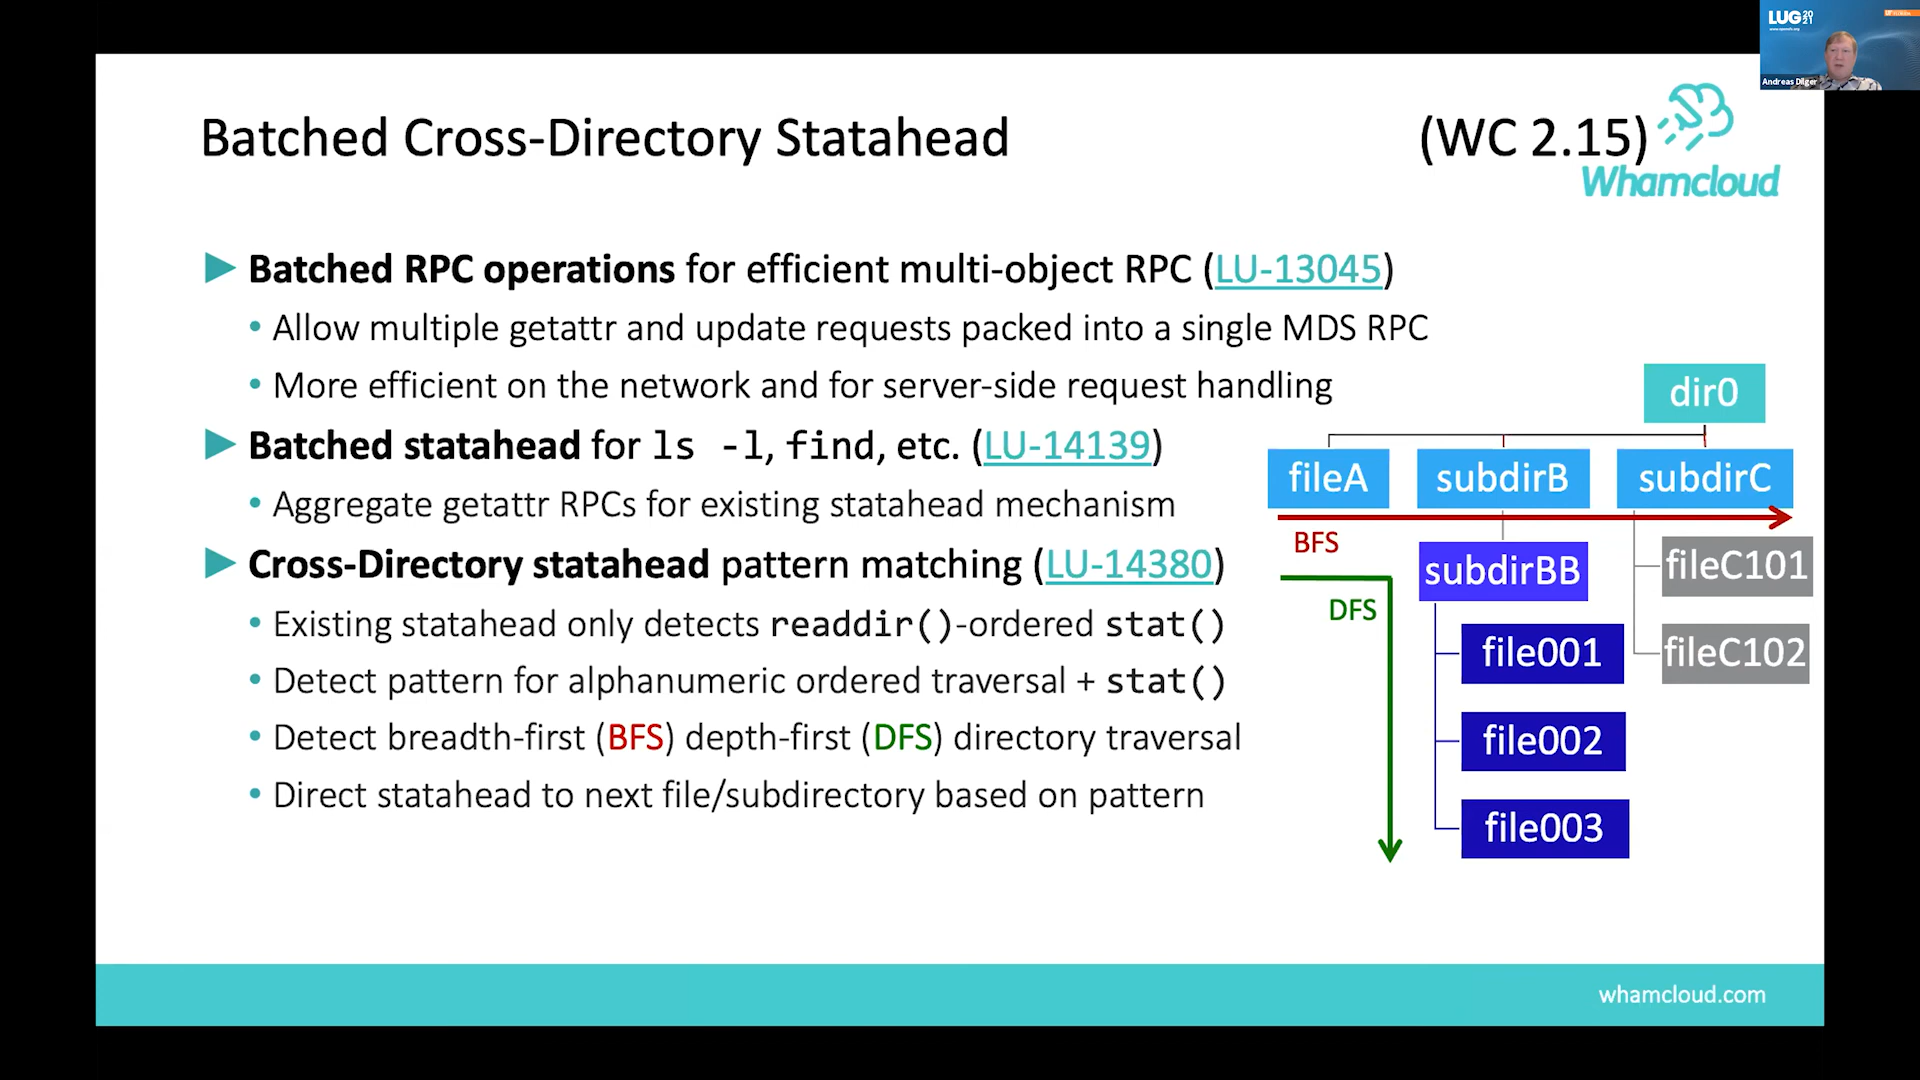 LUG 20 21
www.opensfs.org
Andreas Dilger
Batched Cross-Directory Statahead (WC 2.15)
Whamcloud
Batched RPC operations for efficient multi-object RPC (LU-13045)
• Allow multiple getattr and update requests packed into a single MDS RPC
• More efficient on the network and for server-side request handling
Batched statahead for ls -l, find, etc. (LU-14139)
• Aggregate getattr RPCs for existing statahead mechanism
Cross-Directory statahead pattern matching (LU-14380)
• Existing statahead only detects readdir()-ordered stat()
• Detect pattern for alphanumeric ordered traversal + stat()
• Detect breadth-first (BFS) depth-first (DFS) directory traversal
• Direct statahead to next file/subdirectory based on pattern
dir0
fileA subdirB subdirC
BFS
subdirBB fileC101
DFS
file001 fileC102
file002
file003
whamcloud.com